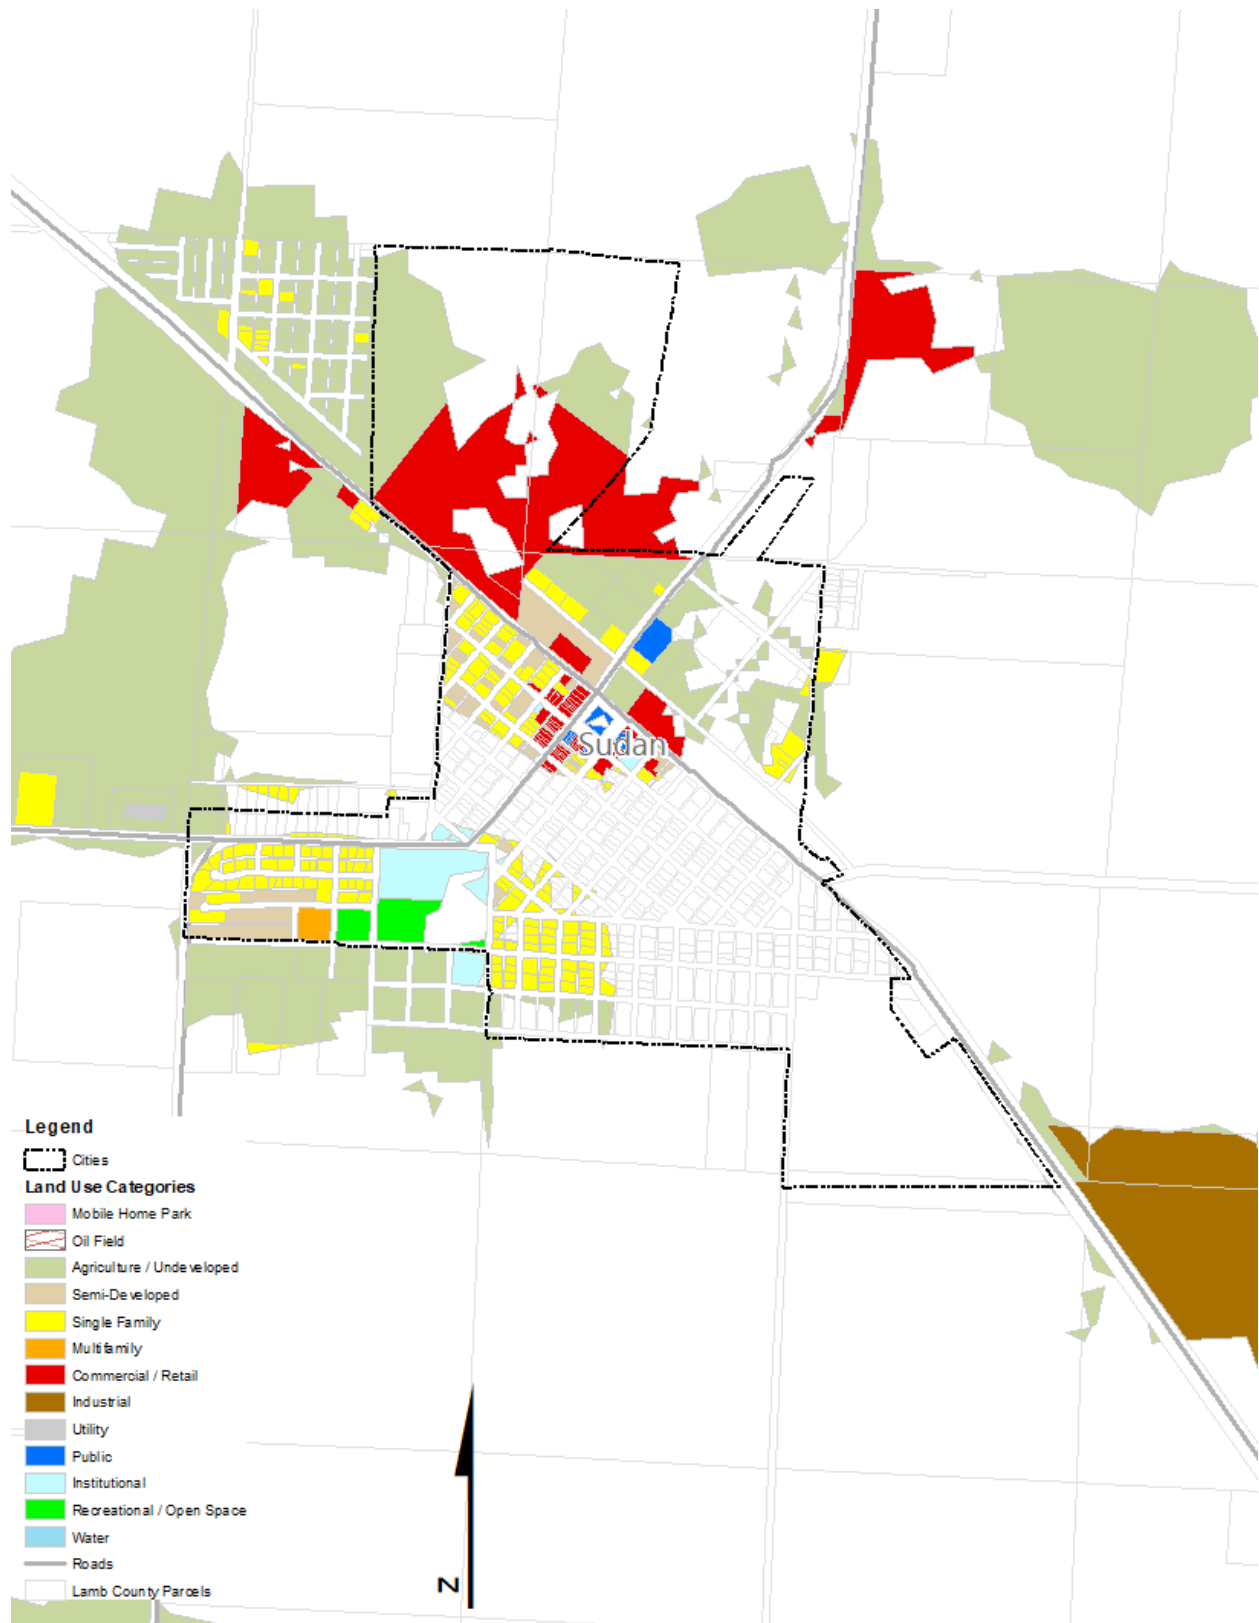 Sudan
Legend
Cities
Land Use Categories
Mobile Home Park
Oil Field
Agriculture / Undeveloped
Semi-Developed
Single Family
Multifamily
Commercial / Retail
Industrial
Utility
Public
Institutional
Recreational / Open Space
Water
Roads
Lamb County Parcels
N